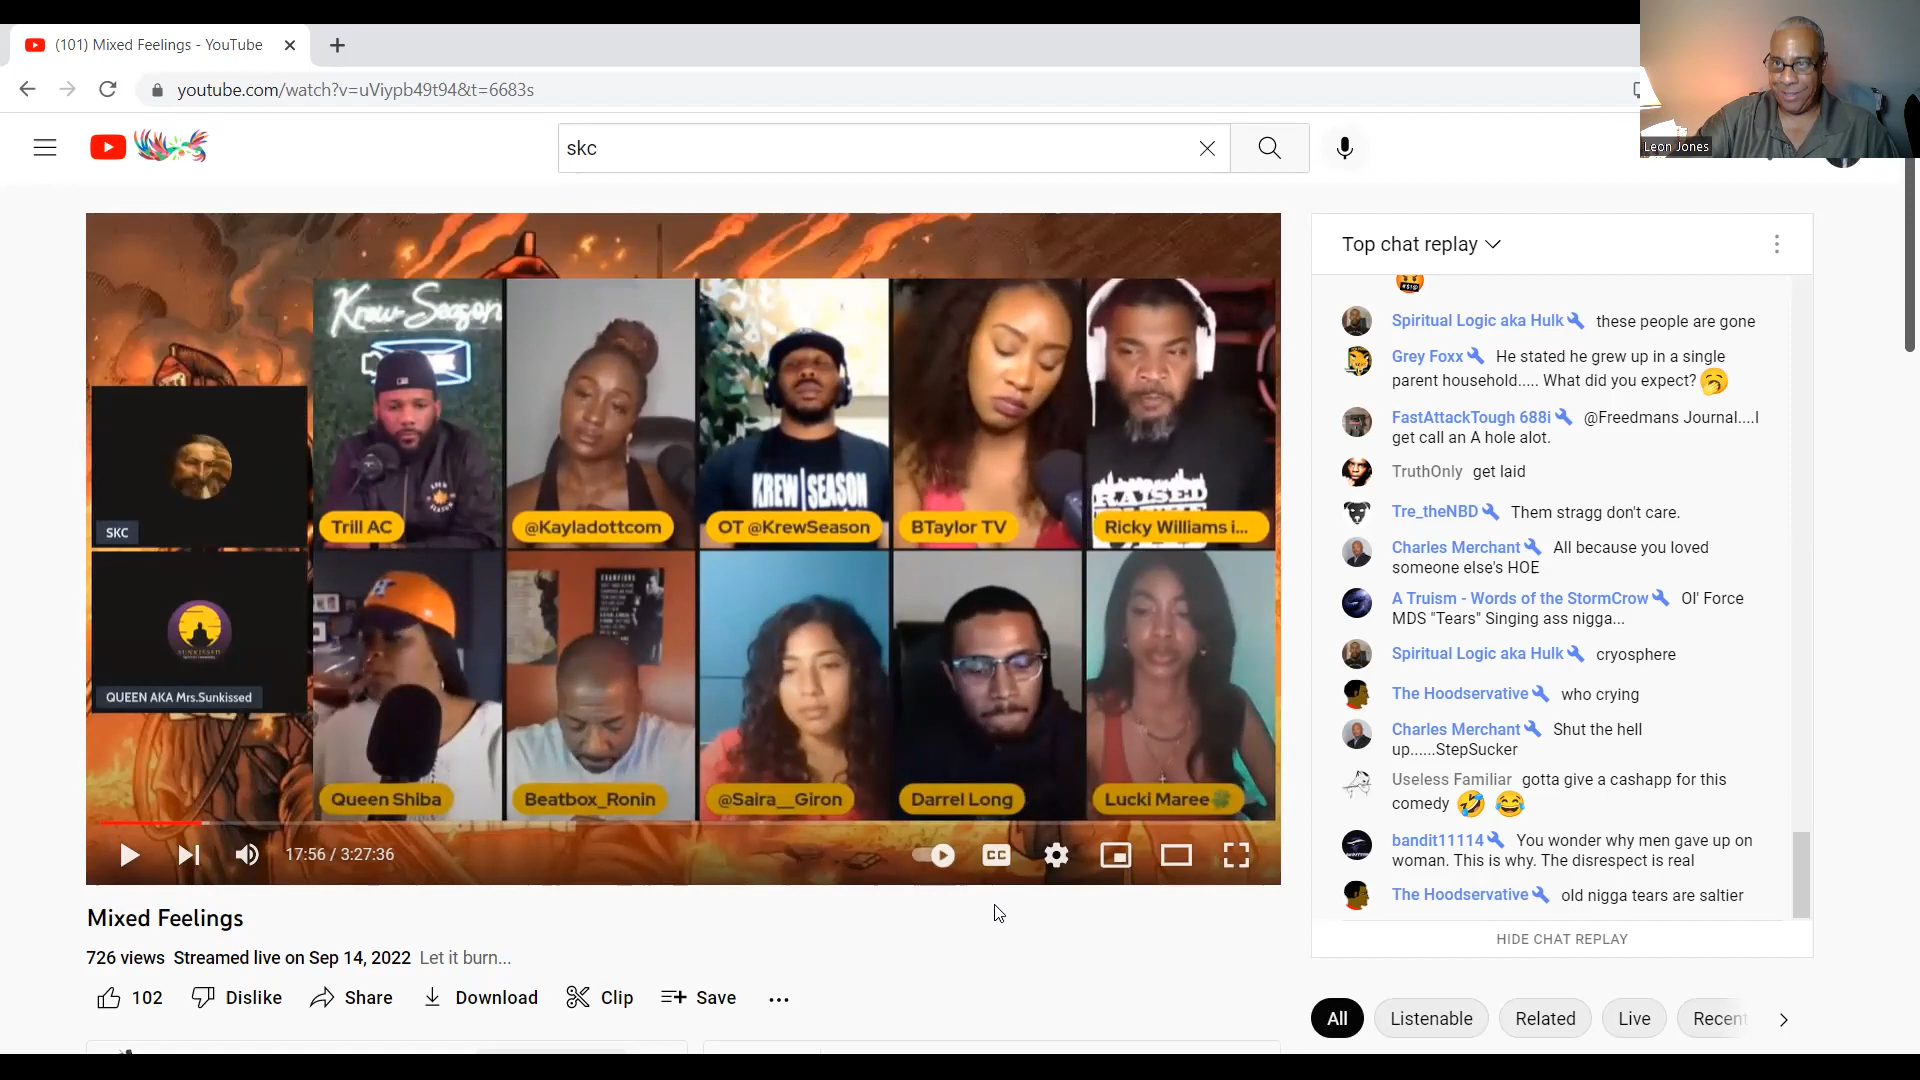 (101) Mixed Feelings - YouTube
youtube.com/watch?v=uViypb49t94&t=6683s
skc
Leon Jones
Krew Season
Trill AC
@Kayladottcom
KREW SEASON
OT @KrewSeason
BTaylor TV
RAISED
Ricky Williams i...
SKC
QUEEN AKA Mrs.Sunkissed
SUNKISSED
Queen Shiba
Beatbox_Ronin
@Saira__Giron
Darrel Long
Lucki Maree🍀
17:56 / 3:27:36
CC
Mixed Feelings
726 views Streamed live on Sep 14, 2022 Let it burn...
102 Dislike Share Download Clip Save ...
Top chat replay
Spiritual Logic aka Hulk these people are gone
Grey Foxx He stated he grew up in a single
parent household..... What did you expect?🥱
FastAttackTough 688i @Freedmans Journal....I
get call an A hole alot.
TruthOnly get laid
Tre_theNBD Them stragg don't care.
Charles Merchant All because you loved
someone else's HOE
A Truism - Words of the StormCrow Ol' Force
MDS "Tears" Singing ass nigga...
Spiritual Logic aka Hulk cryosphere
The Hoodservative who crying
Charles Merchant Shut the hell
up......StepSucker
Useless Familiar gotta give a cashapp for this
comedy 🤣 😂
bandit11114 You wonder why men gave up on
woman. This is why. The disrespect is real
The Hoodservative old nigga tears are saltier
HIDE CHAT REPLAY
All Listenable Related Live Recent